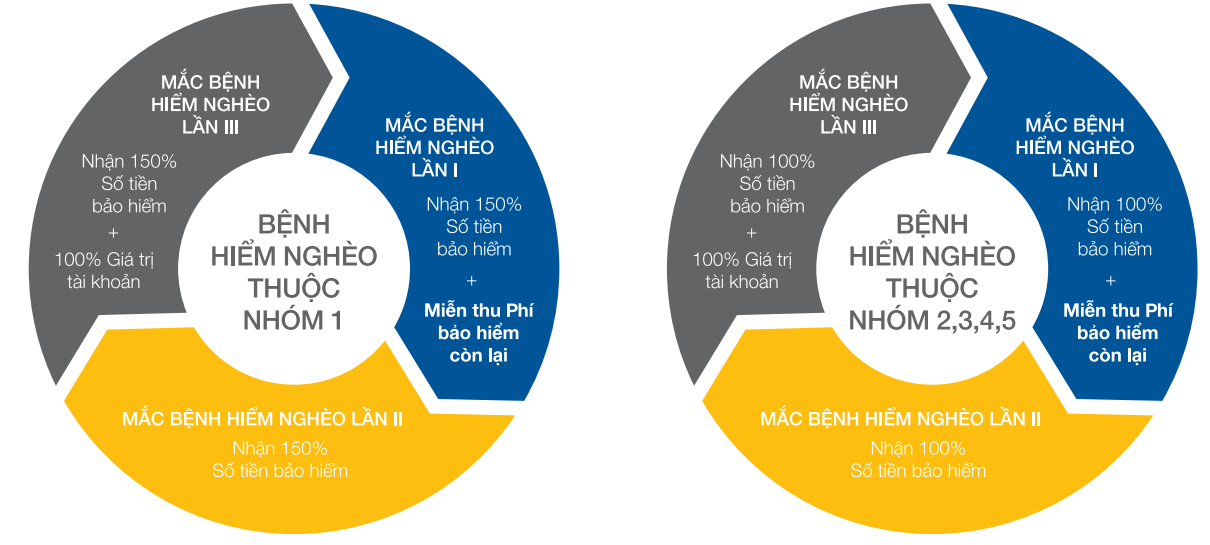 MẮC BỆNH
HIỂM NGHÈO
LẦN III
Nhận 150%
Số tiền
bảo hiểm
+
100% Giá trị
tài khoản
MẮC BỆNH
HIỂM NGHÈO
LẦN I
Nhận 150%
Số tiền
bảo hiểm
+
Miễn thu Phí
bảo hiểm
còn lại
BỆNH
HIỂM NGHÈO
THUỘC
NHÓM 1
MẮC BỆNH HIỂM NGHÈO LẦN II
Nhận 150%
Số tiền bảo hiểm
MẮC BỆNH
HIỂM NGHÈO
LẦN III
Nhận 100%
Số tiền
bảo hiểm
+
100% Giá trị
tài khoản
MẮC BỆNH
HIỂM NGHÈO
LẦN I
Nhận 100%
Số tiền
bảo hiểm
+
Miễn thu Phí
bảo hiểm
còn lại
BỆNH
HIỂM NGHÈO
THUỘC
NHÓM 2,3,4,5
MẮC BỆNH HIỂM NGHÈO LẦN II
Nhận 100%
Số tiền bảo hiểm